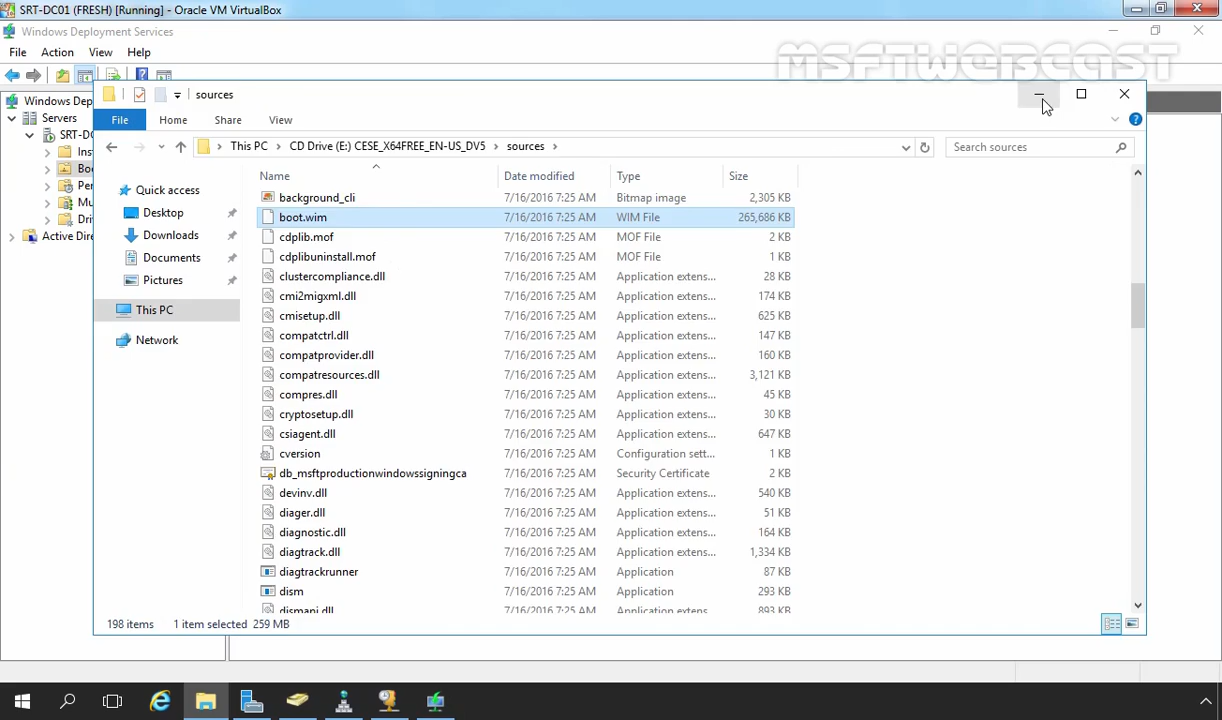 SRT-DC01 (FRESH) [Running] - Oracle VM VirtualBox
Windows Deployment Services
File Action View Help
MSFTWEBCAST
sources
File Home Share View
This PC CD Drive (E:) CESE_X64FREE_EN-US_DV5 sources
Search sources
Windows Dep
Servers
SRT-DC
Ins
Boo
Per
Mu
Driv
Active Dire
Quick access
Desktop
Downloads
Documents
Pictures
This PC
Network
Name Date modified Type Size
background_cli 7/16/2016 7:25 AM Bitmap image 2,305 KB
boot.wim 7/16/2016 7:25 AM WIM File 265,686 KB
cdplib.mof 7/16/2016 7:25 AM MOF File 2 KB
cdplibuninstall.mof 7/16/2016 7:25 AM MOF File 1 KB
clustercompliance.dll 7/16/2016 7:25 AM Application extens... 28 KB
cmi2migxml.dll 7/16/2016 7:25 AM Application extens... 174 KB
cmisetup.dll 7/16/2016 7:25 AM Application extens... 625 KB
compatctrl.dll 7/16/2016 7:25 AM Application extens... 147 KB
compatprovider.dll 7/16/2016 7:25 AM Application extens... 160 KB
compatresources.dll 7/16/2016 7:25 AM Application extens... 3,121 KB
compres.dll 7/16/2016 7:25 AM Application extens... 45 KB
cryptosetup.dll 7/16/2016 7:25 AM Application extens... 30 KB
csiagent.dll 7/16/2016 7:25 AM Application extens... 647 KB
cversion 7/16/2016 7:25 AM Configuration sett... 1 KB
db_msftproductionwindowssigningca 7/16/2016 7:25 AM Security Certificate 2 KB
devinv.dll 7/16/2016 7:25 AM Application extens... 540 KB
diager.dll 7/16/2016 7:25 AM Application extens... 51 KB
diagnostic.dll 7/16/2016 7:25 AM Application extens... 164 KB
diagtrack.dll 7/16/2016 7:25 AM Application extens... 1,334 KB
diagtrackrunner 7/16/2016 7:25 AM Application 87 KB
dism 7/16/2016 7:25 AM Application 293 KB
dismapi.dll 7/16/2016 7:25 AM Application extens... 893 KB
198 items 1 item selected 259 MB